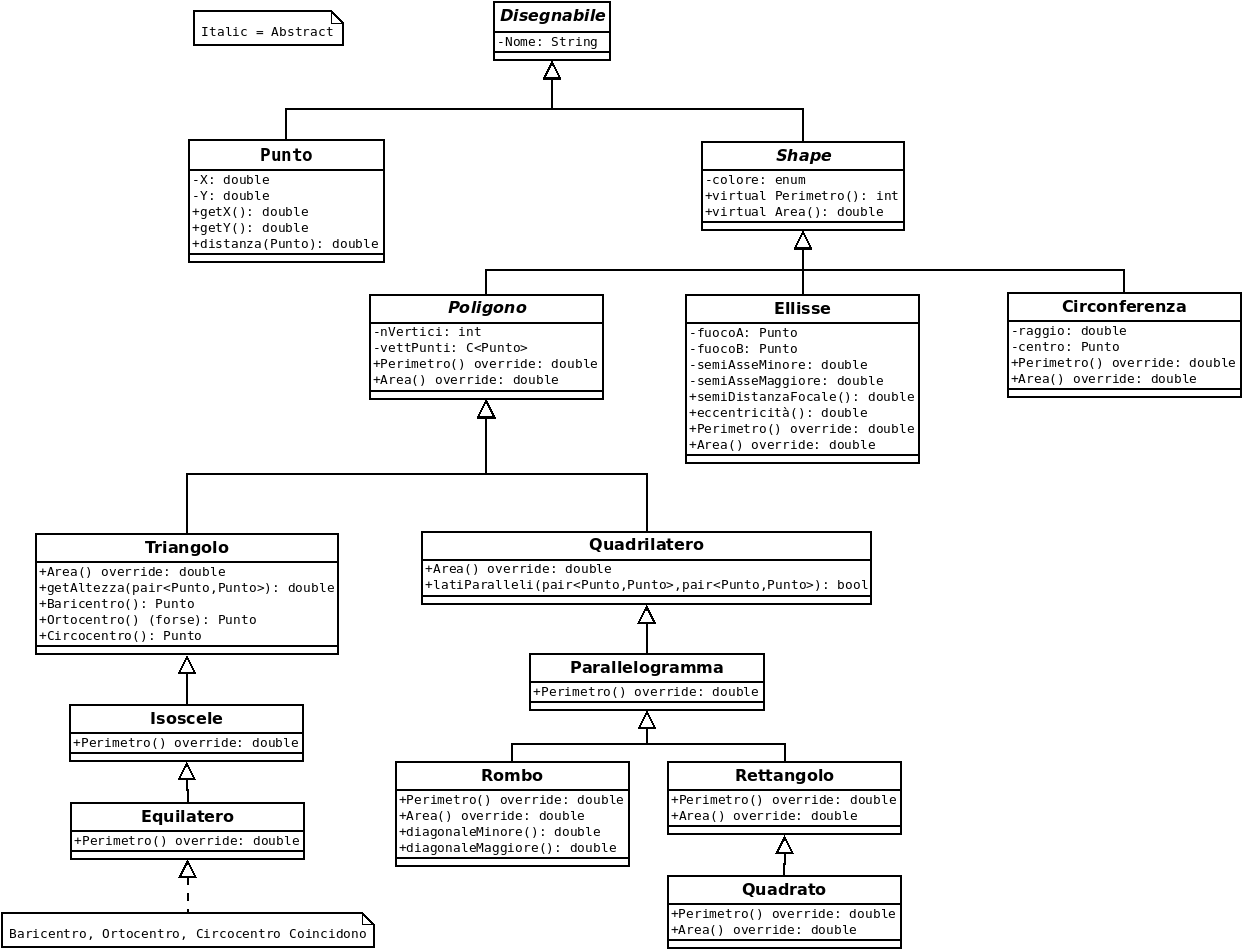 Italic = Abstract
Disegnabile
-Nome: String
Punto
-X: double
-Y: double
+getX(): double
+getY(): double
+distanza(Punto): double
Shape
-colore: enum
+virtual Perimetro(): int
+virtual Area(): double
Poligono
-nVertici: int
-vettPunti: C<Punto>
+Perimetro() override: double
+Area() override: double
Ellisse
-fuocoA: Punto
-fuocoB: Punto
-semiAsseMinore: double
-semiAsseMaggiore: double
+semiDistanzaFocale(): double
+eccentricità(): double
+Perimetro() override: double
+Area() override: double
Circonferenza
-raggio: double
-centro: Punto
+Perimetro() override: double
+Area() override: double
Triangolo
+Area() override: double
+getAltezza(pair<Punto,Punto>): double
+Baricentro(): Punto
+Ortocentro() (forse): Punto
+Circocentro(): Punto
Quadrilatero
+Area() override: double
+latiParalleli(pair<Punto,Punto>,pair<Punto,Punto>): bool
Parallelogramma
+Perimetro() override: double
Isoscele
+Perimetro() override: double
Equilatero
+Perimetro() override: double
Rombo
+Perimetro() override: double
+Area() override: double
+diagonaleMinore(): double
+diagonaleMaggiore(): double
Rettangolo
+Perimetro() override: double
+Area() override: double
Quadrato
+Perimetro() override: double
+Area() override: double
Baricentro, Ortocentro, Circocentro Coincidono